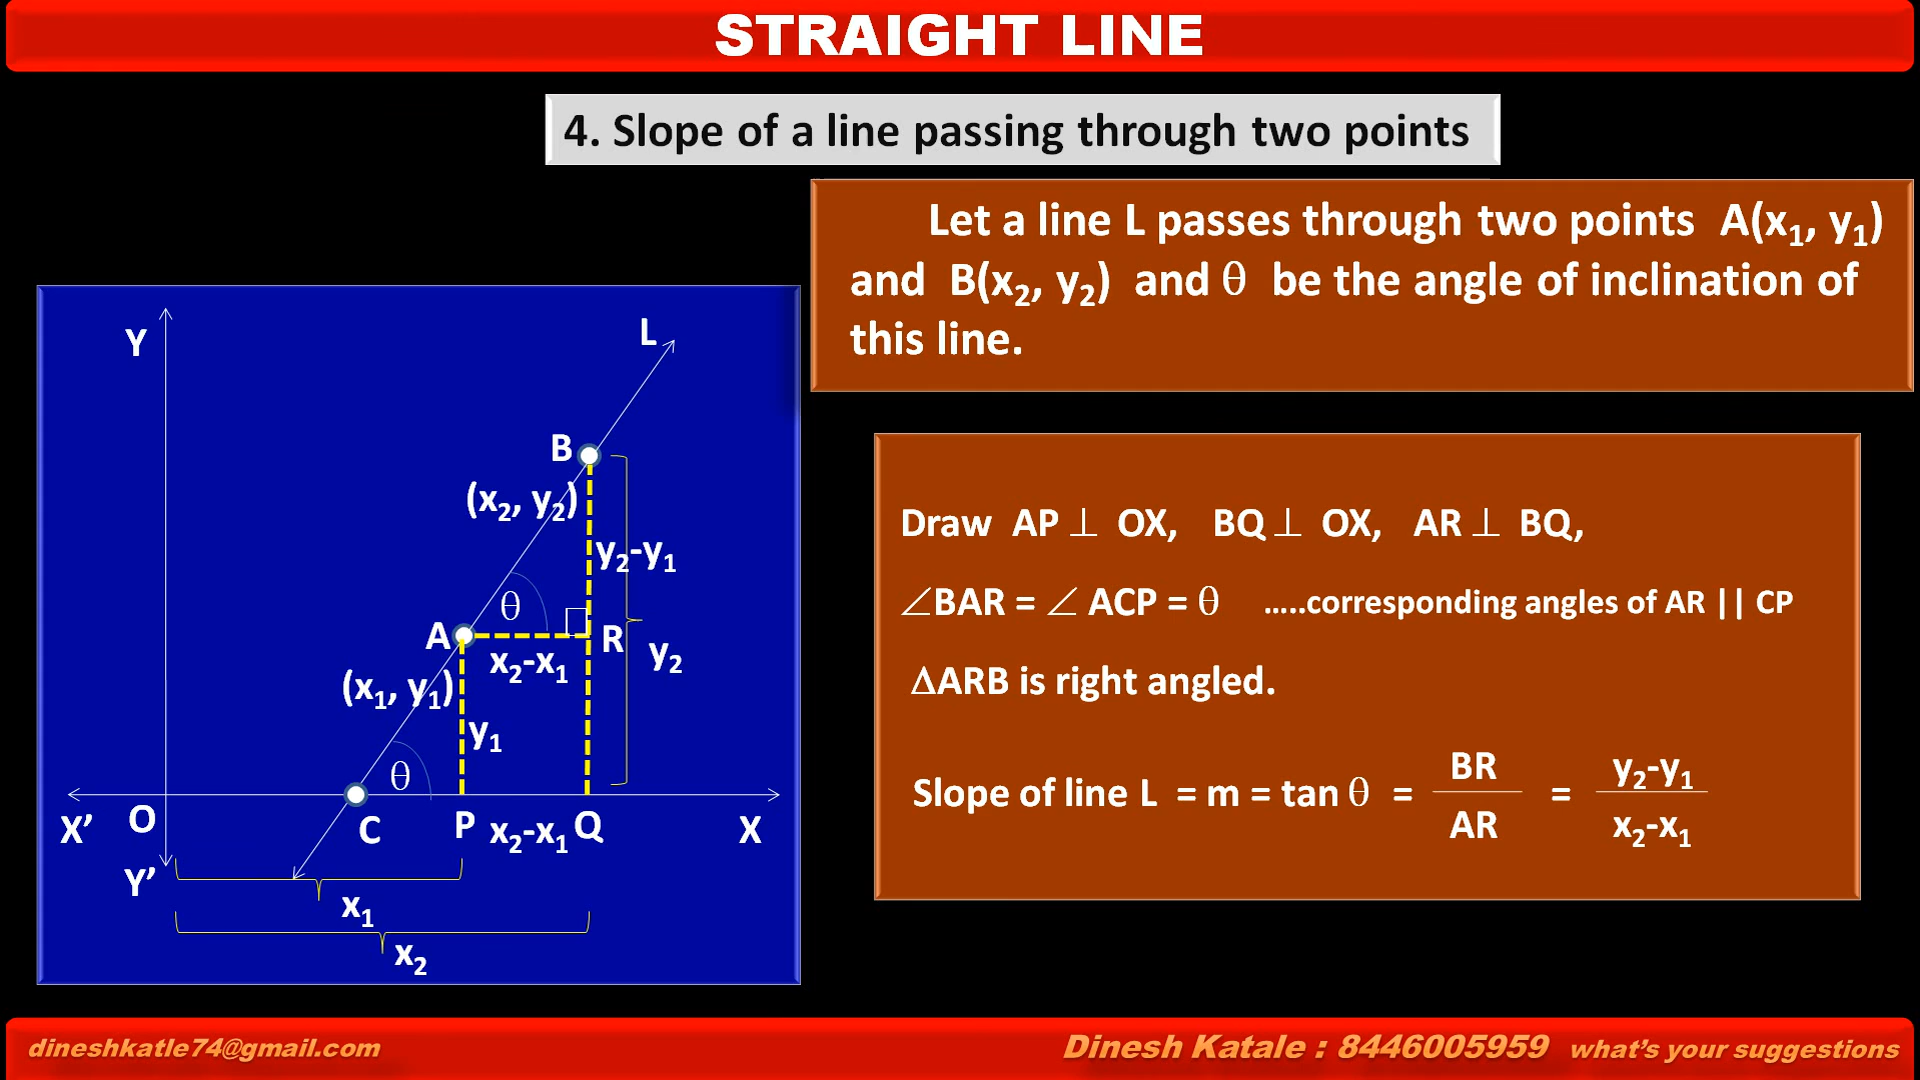 STRAIGHT LINE
4. Slope of a line passing through two points
Let a line L passes through two points A(x₁, y₁)
and B(x₂, y₂) and θ be the angle of inclination of
this line.
Y
L
B
(x₂, y₂)
y₂-y₁
θ
A
R
x₂-x₁
y₂
(x₁, y₁)
y₁
θ
X’
O
C
P
x₂-x₁
Q
X
Y’
x₁
x₂
Draw AP ⊥ OX, BQ ⊥ OX, AR ⊥ BQ,
∠BAR = ∠ ACP = θ …..corresponding angles of AR || CP
ΔARB is right angled.
Slope of line L = m = tan θ = BR / AR = y₂-y₁ / x₂-x₁
dineshkatle74@gmail.com
Dinesh Katale : 8446005959 what’s your suggestions